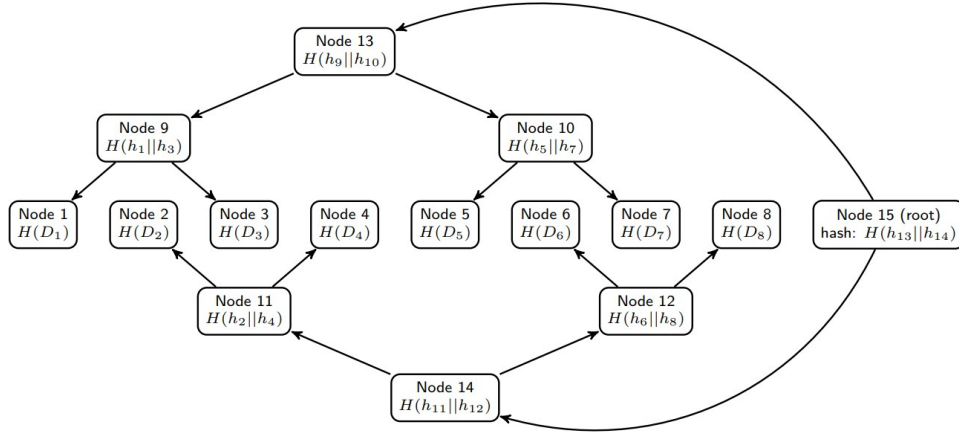 Node 13
H(h₉||h₁₀)
Node 9
H(h₁||h₃)
Node 10
H(h₅||h₇)
Node 1
H(D₁)
Node 2
H(D₂)
Node 3
H(D₃)
Node 4
H(D₄)
Node 5
H(D₅)
Node 6
H(D₆)
Node 7
H(D₇)
Node 8
H(D₈)
Node 15 (root)
hash: H(h₁₃||h₁₄)
Node 11
H(h₂||h₄)
Node 12
H(h₆||h₈)
Node 14
H(h₁₁||h₁₂)